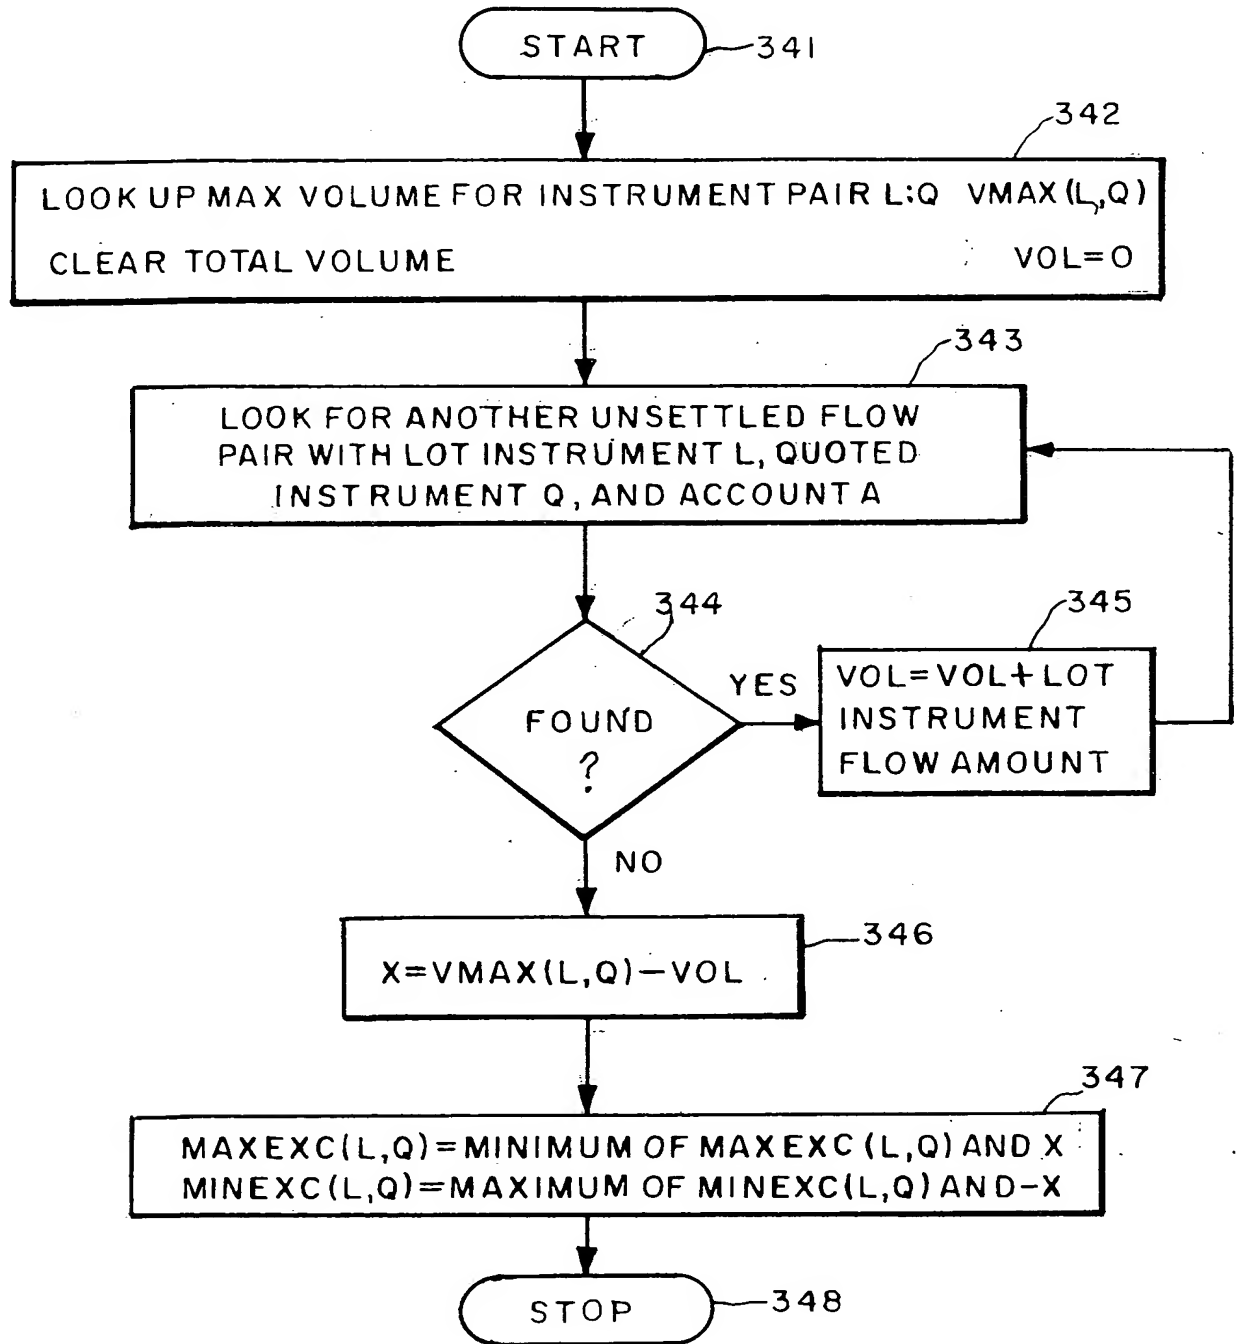 START
341
342
LOOK UP MAX VOLUME FOR INSTRUMENT PAIR L:Q VMAX(L,Q)
CLEAR TOTAL VOLUME VOL=0
343
LOOK FOR ANOTHER UNSETTLED FLOW
PAIR WITH LOT INSTRUMENT L, QUOTED
INSTRUMENT Q, AND ACCOUNT A
344
FOUND
?
YES
345
VOL=VOL+LOT
INSTRUMENT
FLOW AMOUNT
NO
346
X=VMAX(L,Q)-VOL
347
MAXEXC(L,Q)=MINIMUM OF MAXEXC(L,Q) AND X
MINEXC(L,Q)=MAXIMUM OF MINEXC(L,Q) AND-X
STOP
348